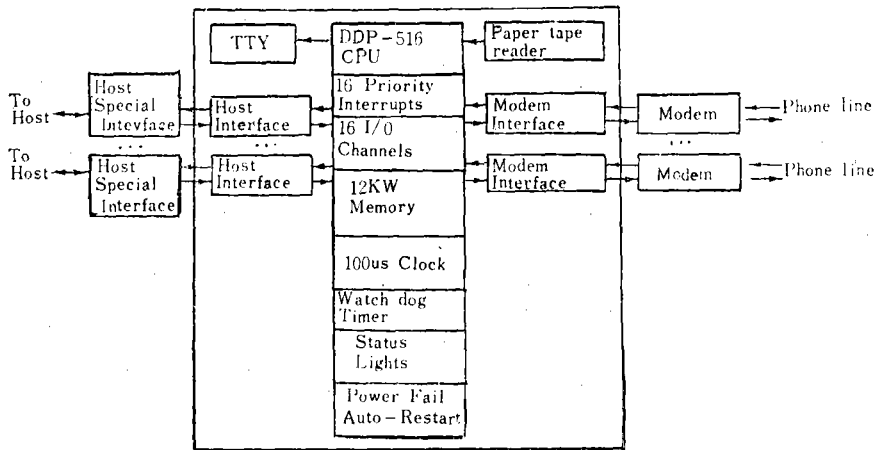 TTY
DDP-516
CPU
Paper tape
reader
16 Priority
Interrupts
16 I/0
Channels
12KW
Memory
100us Clock
Watch dog
Timer
Status
Lights
Power Fail
Auto-Restart
To
Host
Host
Special
Intevface
Host
Interface
Modem
Interface
Modem
Phone line
...
...
...
To
Host
Host
Special
Interface
Host
Interface
Modem
Interface
Modem
Phone line